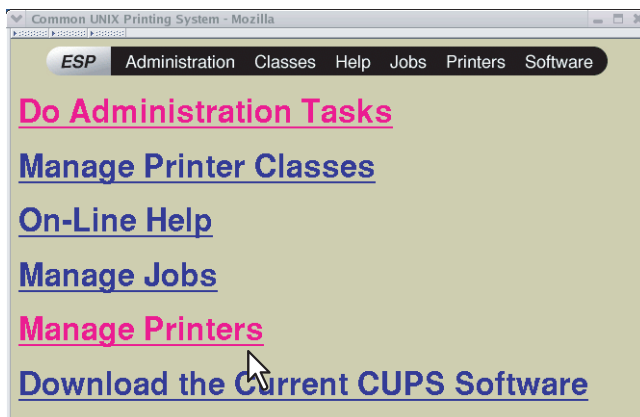 Common UNIX Printing System - Mozilla
ESP Administration Classes Help Jobs Printers Software
Do Administration Tasks
Manage Printer Classes
On-Line Help
Manage Jobs
Manage Printers
Download the Current CUPS Software